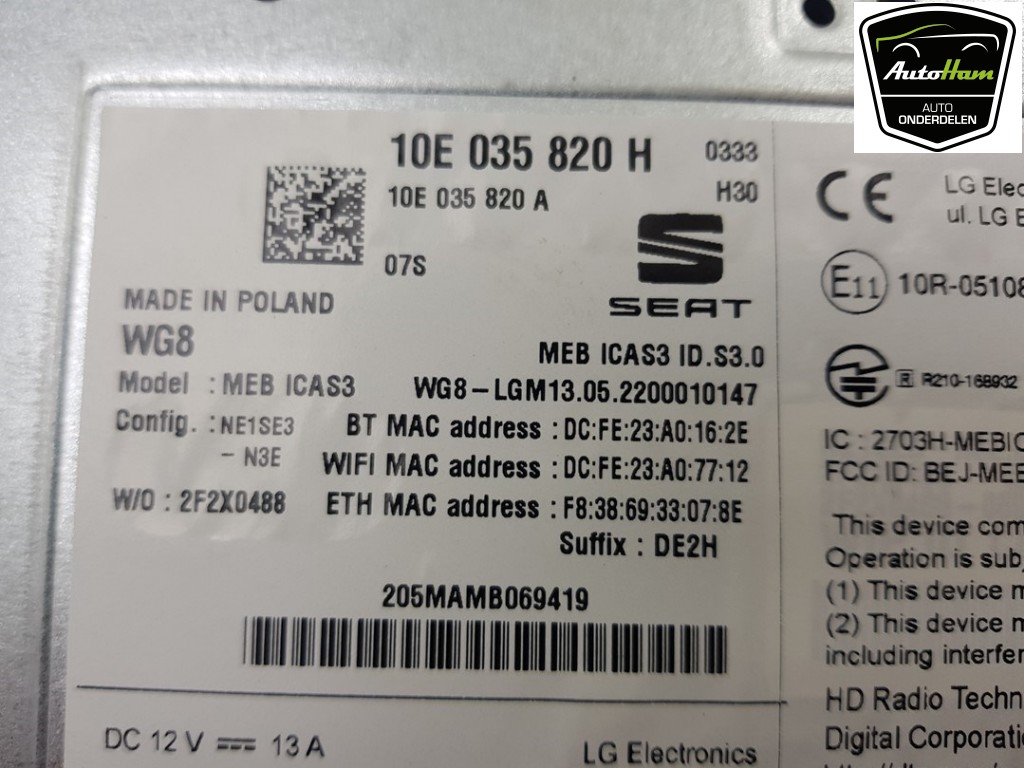 AutoHam
AUTO
ONDERDELEN
10E 035 820 H 0333
10E 035 820 A H30
07S
SEAT
MADE IN POLAND
WG8
MEB ICAS3 ID.S3.0
Model : MEB ICAS3 WG8-LGM13.05.2200010147
Config. : NE1SE3 BT MAC address : DC:FE:23:A0:16:2E
- N3E WIFI MAC address : DC:FE:23:A0:77:12
W/O : 2F2X0488 ETH MAC address : F8:38:69:33:07:8E
Suffix : DE2H
205MAMB069419
DC 12 V 13 A
LG Electronics
CE LG Elec
ul. LG E
E11 10R-05108
R R210-168932
IC : 2703H-MEBIC
FCC ID: BEJ-MEB
This device com
Operation is subj
(1) This device m
(2) This device m
including interfer
HD Radio Techn
Digital Corporati